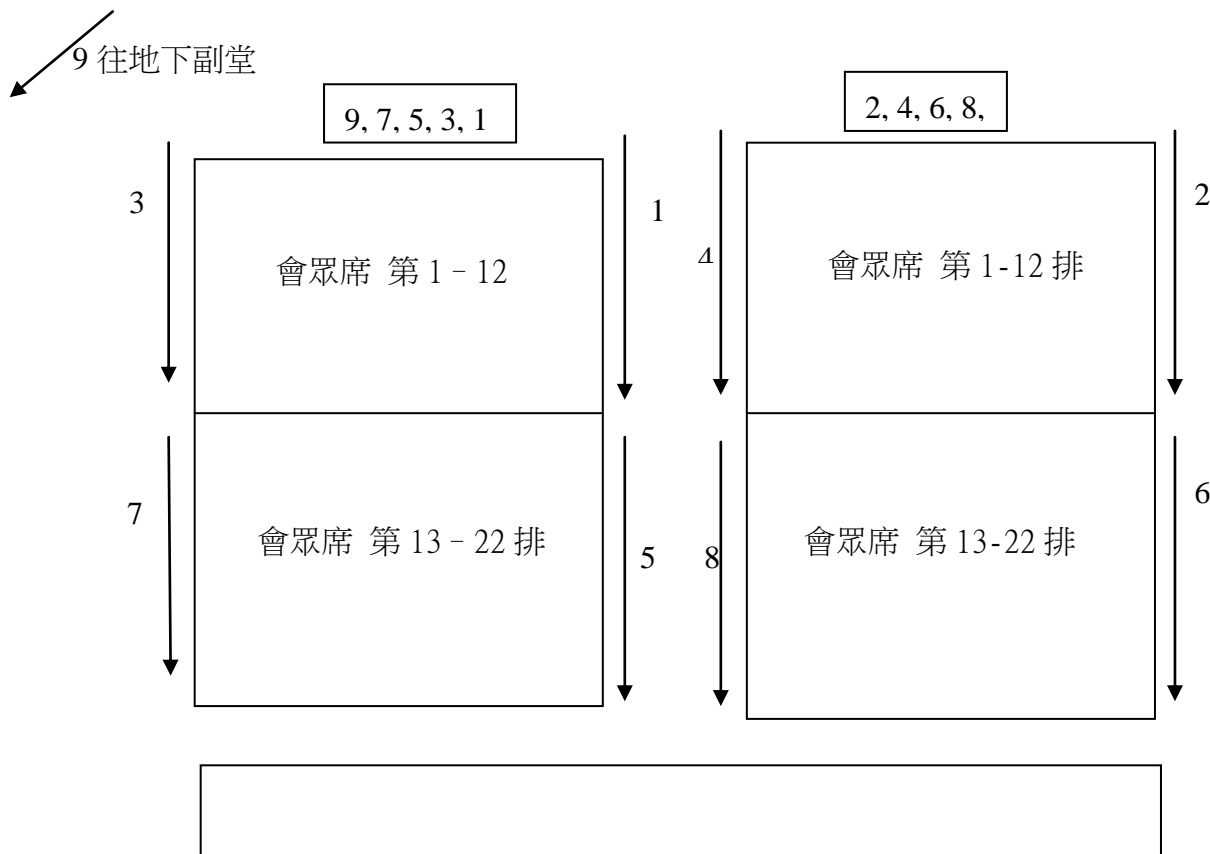 9 往地下副堂
9, 7, 5, 3, 1
2, 4, 6, 8,
3
1
4
2
會眾席 第 1 – 12
會眾席 第 1-12 排
7
5
8
6
會眾席 第 13 – 22 排
會眾席 第 13-22 排